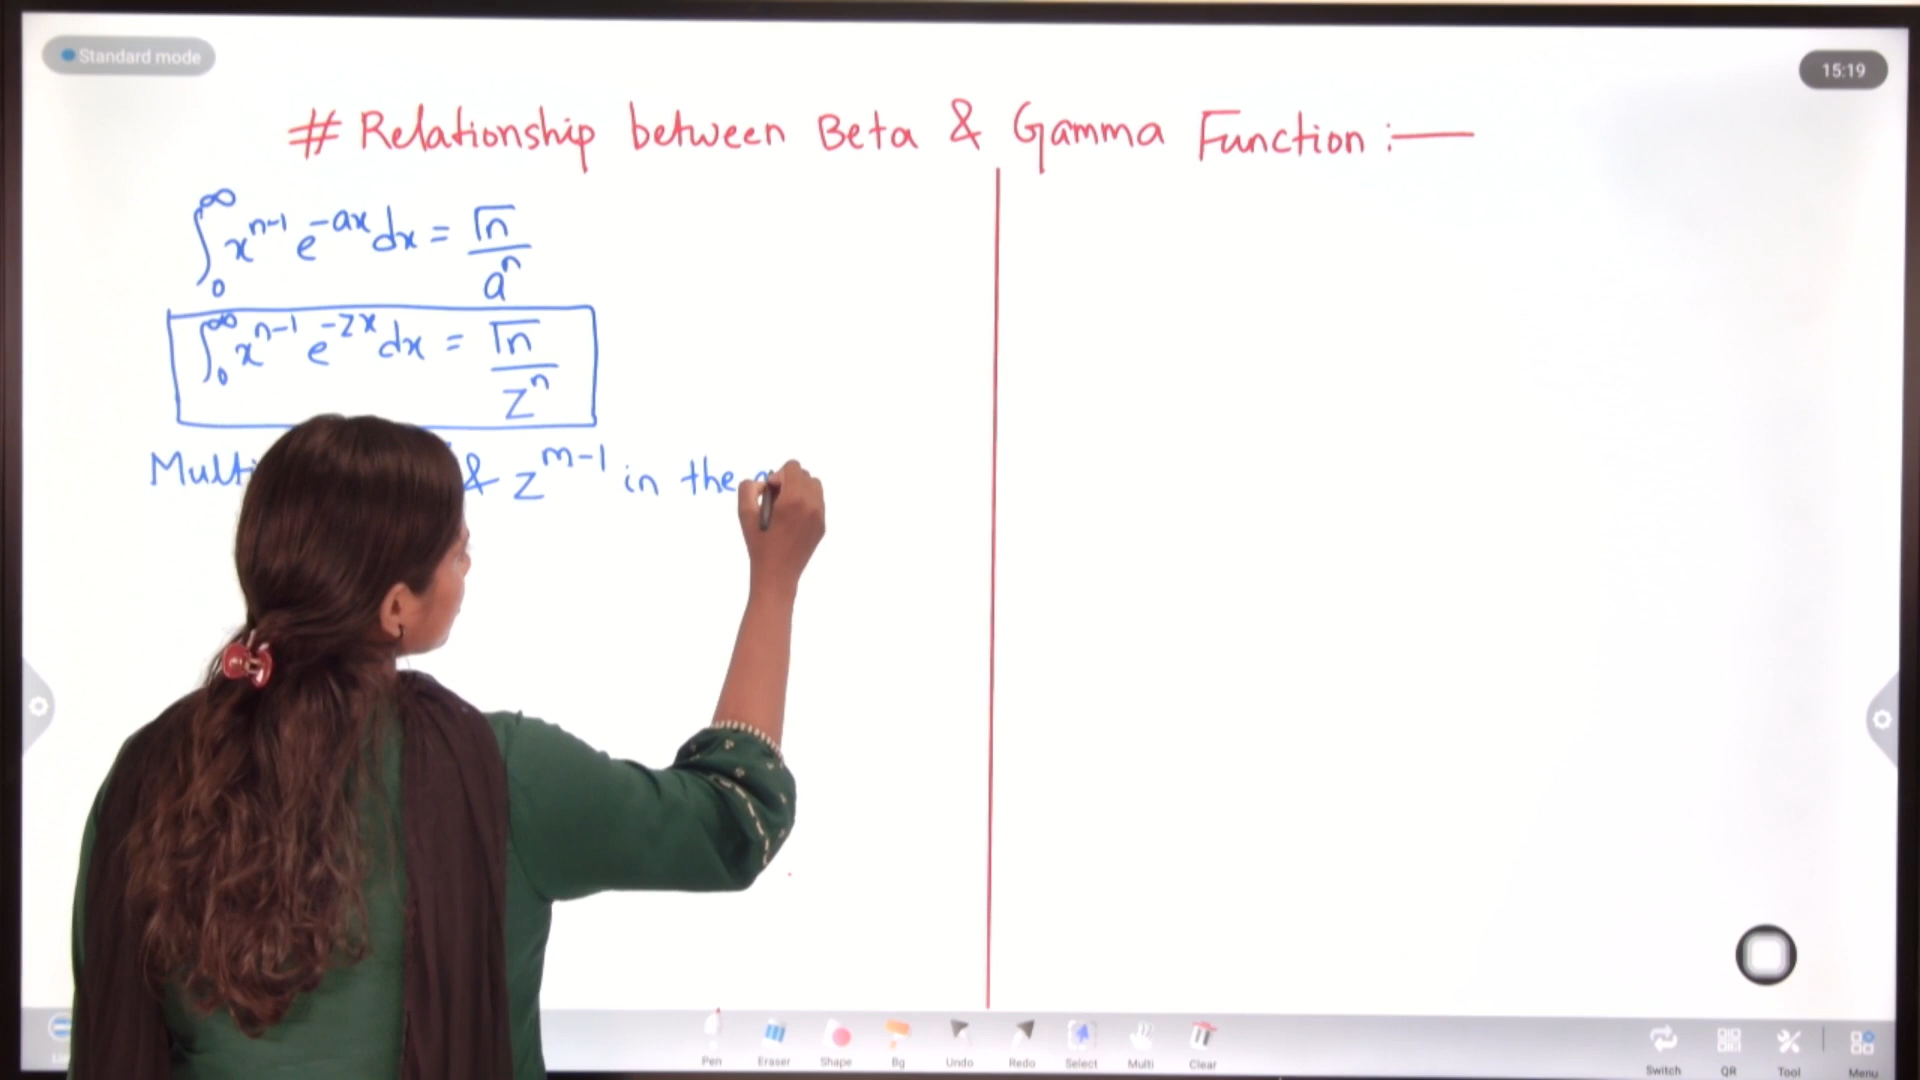 Standard mode
15:19
# Relationship between Beta & Gamma Function :—
∫₀^∞ x^{n-1} e^{-ax} dx = Γn / a^n
∫₀^∞ x^{n-1} e^{-zx} dx = Γn / z^n
& z^{m-1} in the
Pen Eraser Shape Bg Undo Redo Select Multi Clear
Switch QR Tool Menu